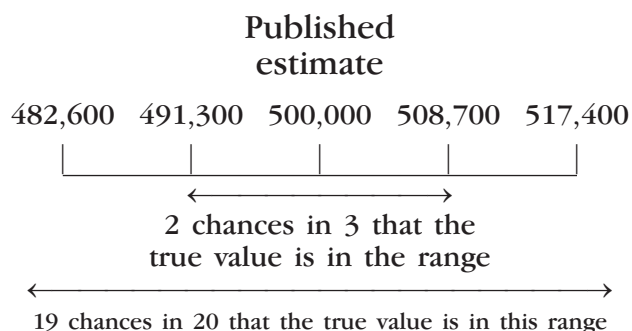 Published
estimate
482,600 491,300 500,000 508,700 517,400
2 chances in 3 that the
true value is in the range
19 chances in 20 that the true value is in this range